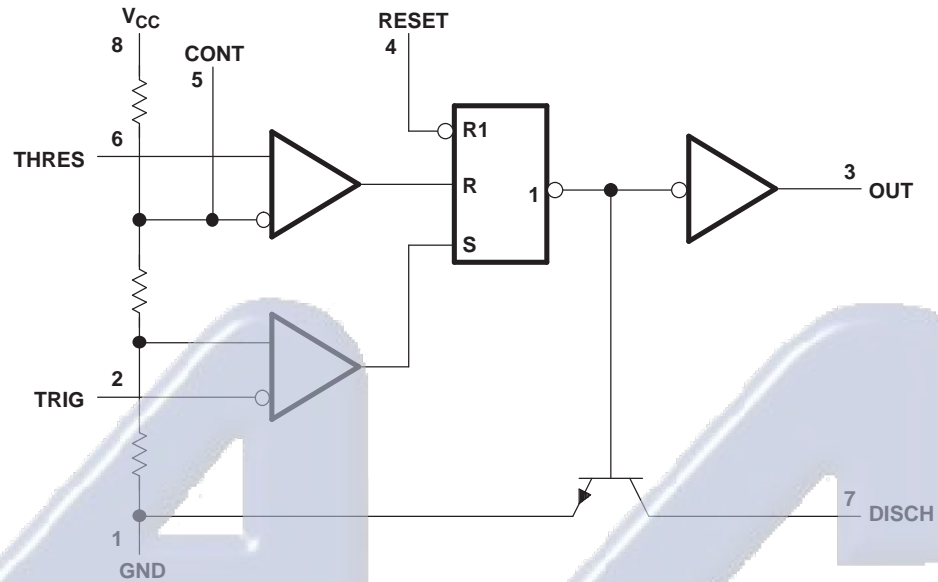 VCC
8
CONT
5
RESET
4
6
THRES
R1
R
1
S
3
OUT
2
TRIG
7
DISCH
1
GND